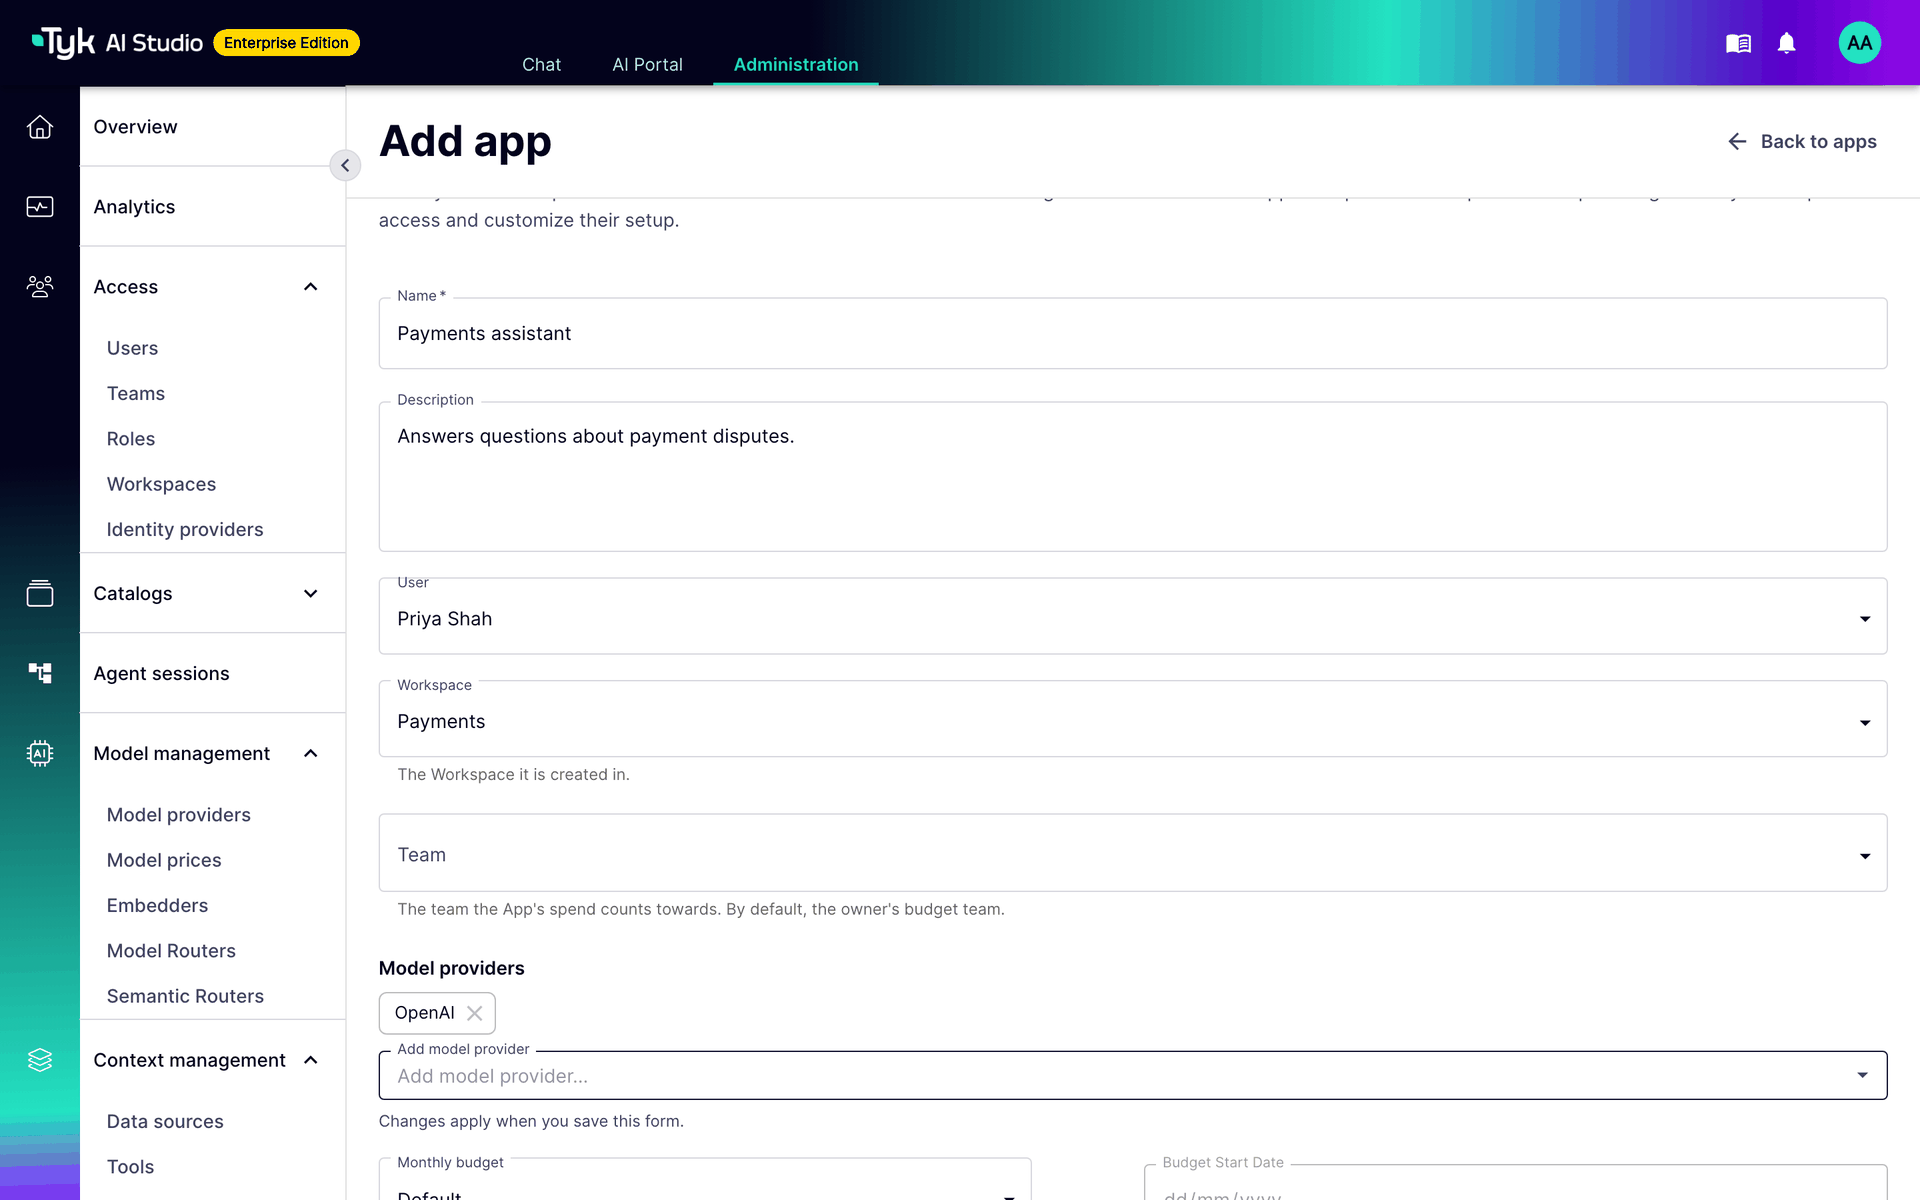 Tyk AI Studio Enterprise Edition
Chat
AI Portal
Administration
AA
Overview
Analytics
Access
Users
Teams
Roles
Workspaces
Identity providers
Catalogs
Agent sessions
Model management
Model providers
Model prices
Embedders
Model Routers
Semantic Routers
Context management
Data sources
Tools
Add app
Back to apps
access and customize their setup.
Name *
Payments assistant
Description
Answers questions about payment disputes.
User
Priya Shah
Workspace
Payments
The Workspace it is created in.
Team
The team the App's spend counts towards. By default, the owner's budget team.
Model providers
OpenAI
Add model provider
Add model provider...
Changes apply when you save this form.
Monthly budget
Default
Budget Start Date
dd/mm/yyyy